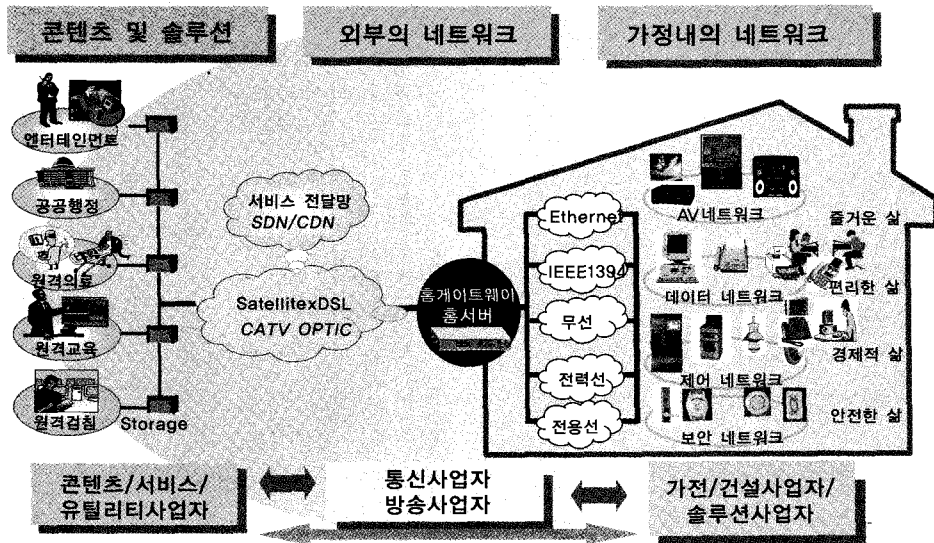 콘텐츠 및 솔루션
외부의 네트워크
가정내의 네트워크
엔터테인먼트
공공행정
원격의료
원격교육
원격검침
Storage
서비스 전달망
SDN/CDN
SatellitexDSL
CATV OPTIC
홈게이트웨이
홈서버
Ethernet
IEEE1394
무선
전력선
전용선
AV네트워크
데이터 네트워크
제어 네트워크
보안 네트워크
즐거운 삶
편리한 삶
경제적 삶
안전한 삶
콘텐츠/서비스/
유틸리티사업자
통신사업자
방송사업자
가전/건설사업자/
솔루션사업자